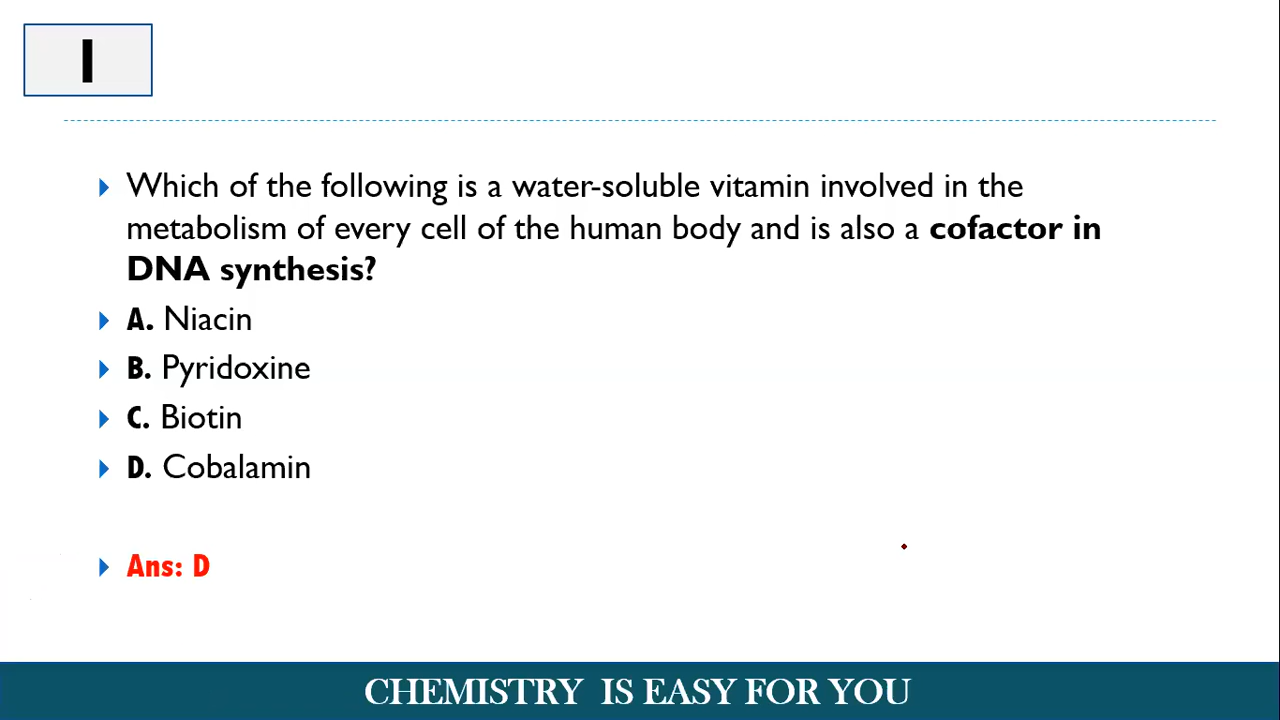 1
Which of the following is a water-soluble vitamin involved in the
metabolism of every cell of the human body and is also a cofactor in
DNA synthesis?
A. Niacin
B. Pyridoxine
C. Biotin
D. Cobalamin
Ans: D
CHEMISTRY IS EASY FOR YOU